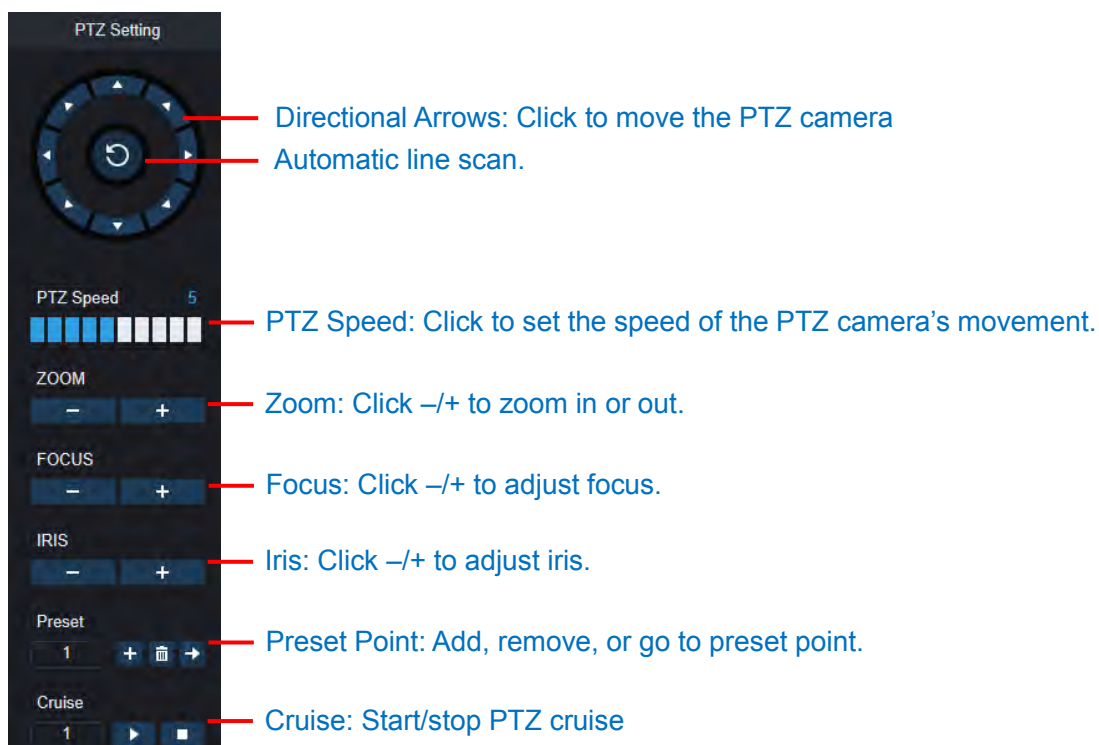 PTZ Setting
Directional Arrows: Click to move the PTZ camera
Automatic line scan.
PTZ Speed 5
PTZ Speed: Click to set the speed of the PTZ camera’s movement.
ZOOM
– +
Zoom: Click –/+ to zoom in or out.
FOCUS
– +
Focus: Click –/+ to adjust focus.
IRIS
– +
Iris: Click –/+ to adjust iris.
Preset
1 +
Preset Point: Add, remove, or go to preset point.
Cruise
1
Cruise: Start/stop PTZ cruise